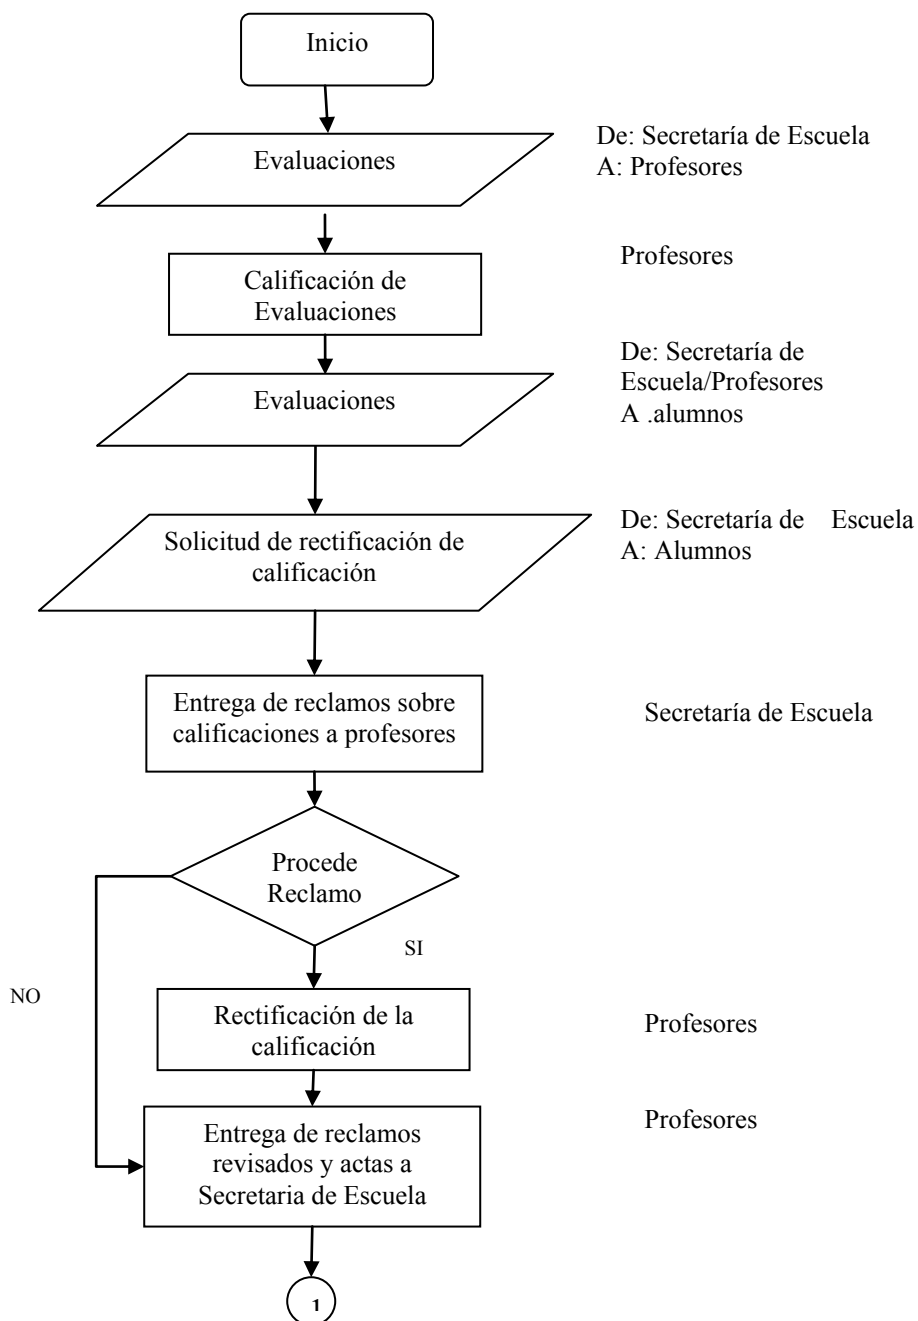 Inicio
Evaluaciones
De: Secretaría de Escuela
A: Profesores
Calificación de
Evaluaciones
Profesores
Evaluaciones
De: Secretaría de
Escuela/Profesores
A .alumnos
Solicitud de rectificación de
calificación
De: Secretaría de Escuela
A: Alumnos
Entrega de reclamos sobre
calificaciones a profesores
Secretaría de Escuela
Procede
Reclamo
SI
NO
Rectificación de la
calificación
Profesores
Entrega de reclamos
revisados y actas a
Secretaria de Escuela
Profesores
1